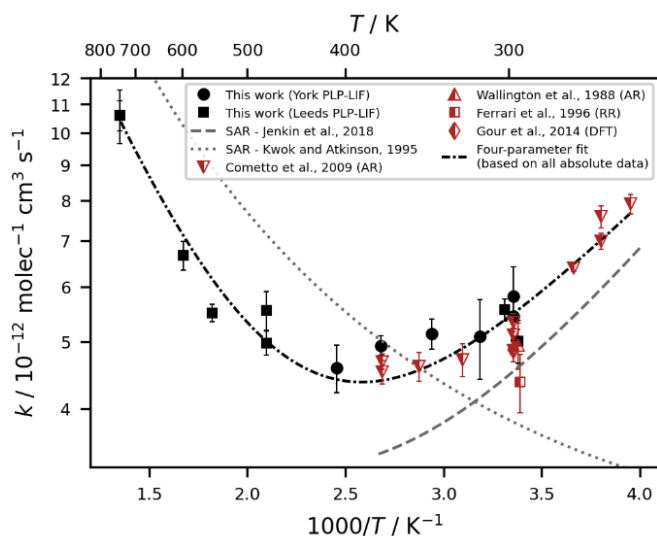 T / K
800 700 600 500 400 300
12
10
9
8
7
6
5
4
k / 10⁻¹² molec⁻¹ cm³ s⁻¹
This work (York PLP-LIF)
This work (Leeds PLP-LIF)
SAR - Jenkin et al., 2018
SAR - Kwok and Atkinson, 1995
Cometto et al., 2009 (AR)
Wallington et al., 1988 (AR)
Ferrari et al., 1996 (RR)
Gour et al., 2014 (DFT)
Four-parameter fit
(based on all absolute data)
1.5 2.0 2.5 3.0 3.5 4.0
1000/T / K⁻¹